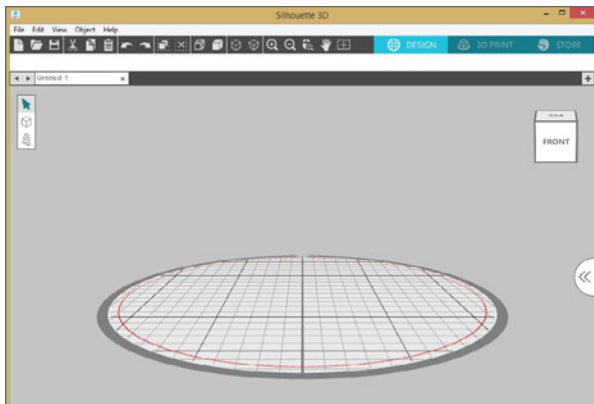 Silhouette 3D
File Edit View Object Help
DESIGN 3D PRINT STORE
Untitled 1
FRONT